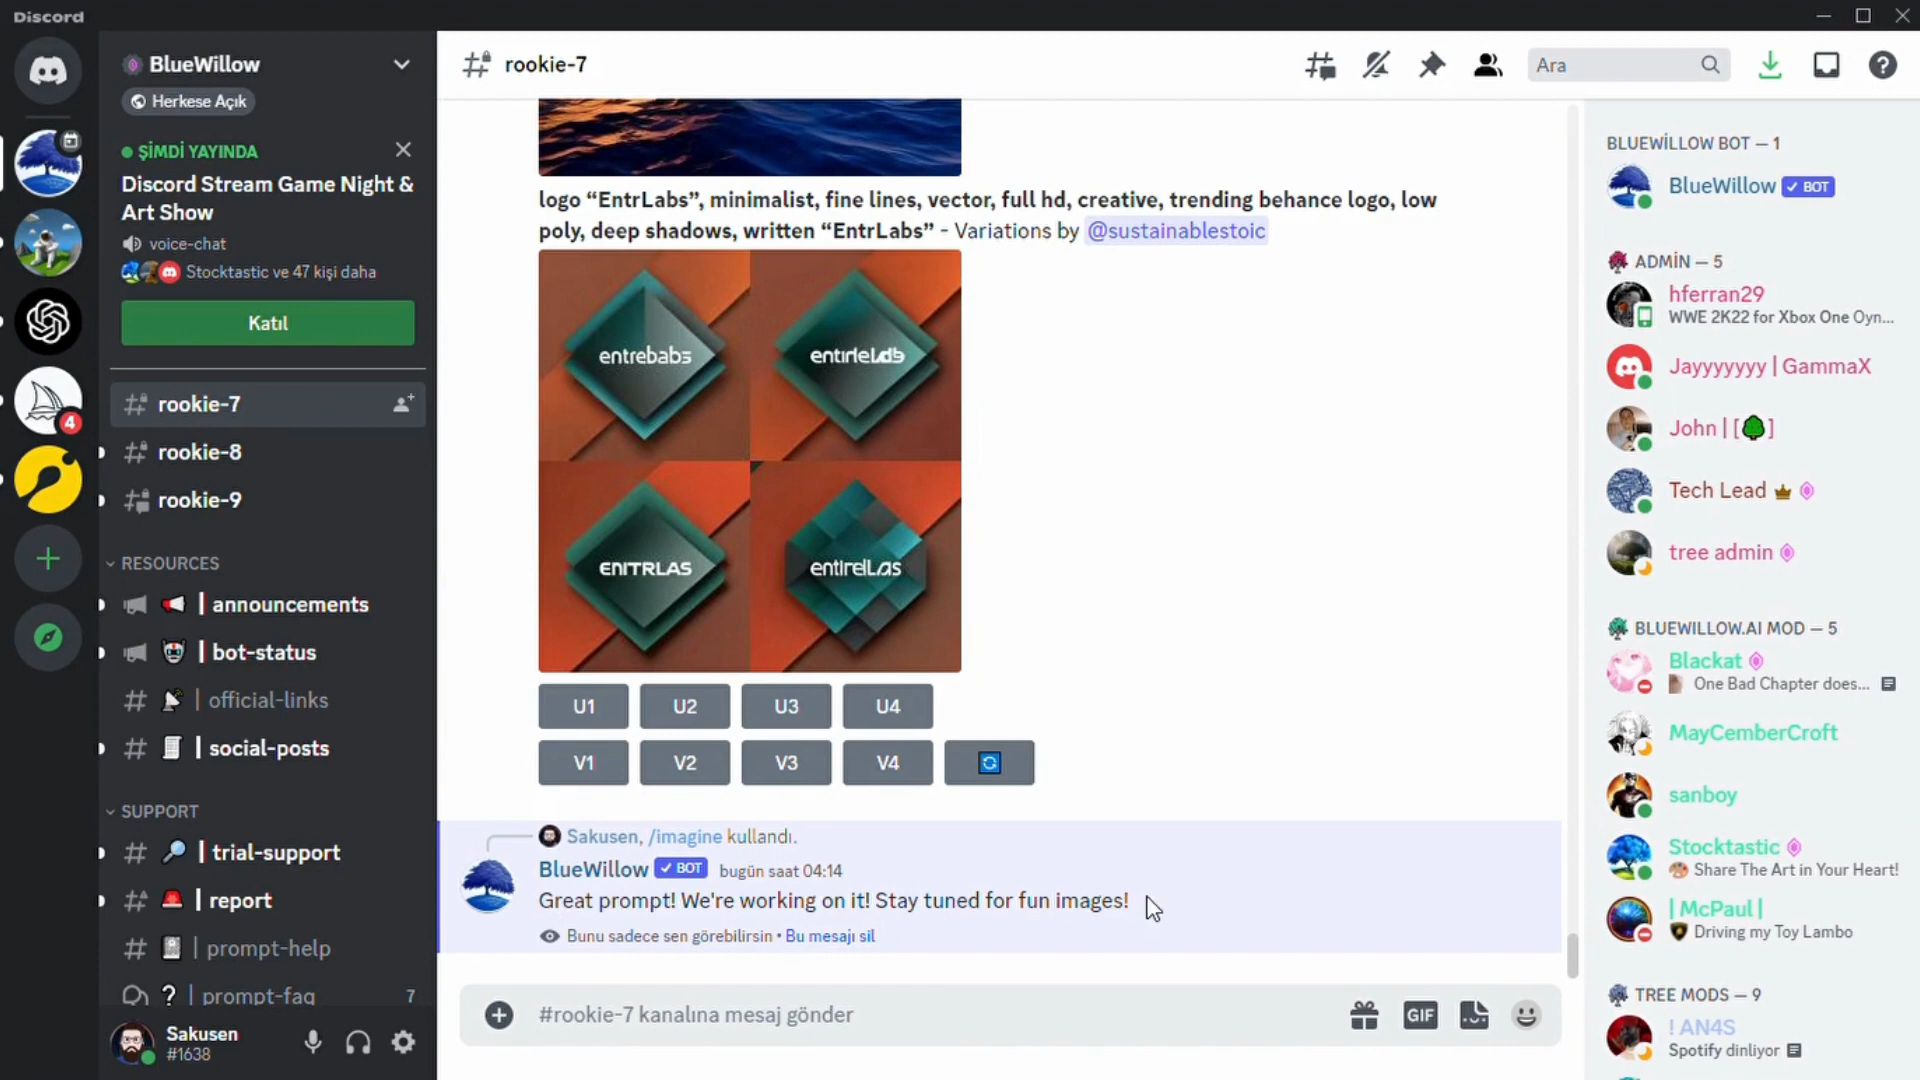 Discord
BlueWillow
Herkese Açık
ŞİMDİ YAYINDA
Discord Stream Game Night &
Art Show
voice-chat
Stocktastic ve 47 kişi daha
Katıl
rookie-7
rookie-8
rookie-9
RESOURCES
announcements
bot-status
official-links
social-posts
SUPPORT
trial-support
report
prompt-help
prompt-faq 7
Sakusen
#1638
4
rookie-7
Ara
logo “EntrLabs”, minimalist, fine lines, vector, full hd, creative, trending behance logo, low
poly, deep shadows, written “EntrLabs” - Variations by @sustainablestoic
entrebabs
ENITRLAS
U1 U2 U3 U4
V1 V2 V3 V4
Sakusen, /imagine kullandı.
BlueWillow BOT bugün saat 04:14
Great prompt! We're working on it! Stay tuned for fun images!
Bunu sadece sen görebilirsin • Bu mesajı sil
#rookie-7 kanalına mesaj gönder
GIF
BLUEWİLLOW BOT — 1
BlueWillow BOT
ADMİN — 5
hferran29
WWE 2K22 for Xbox One Oyn...
Jayyyyyyy | GammaX
John | [ ]
Tech Lead
tree admin
BLUEWILLOW.AI MOD — 5
Blackat
One Bad Chapter does...
MayCemberCroft
sanboy
Stocktastic
Share The Art in Your Heart!
| McPaul |
Driving my Toy Lambo
TREE MODS — 9
! AN4S
Spotify dinliyor